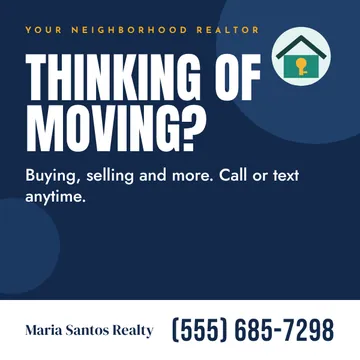 YOUR NEIGHBORHOOD REALTOR
THINKING OF
MOVING?
Buying, selling and more. Call or text
anytime.
Maria Santos Realty
(555) 685-7298